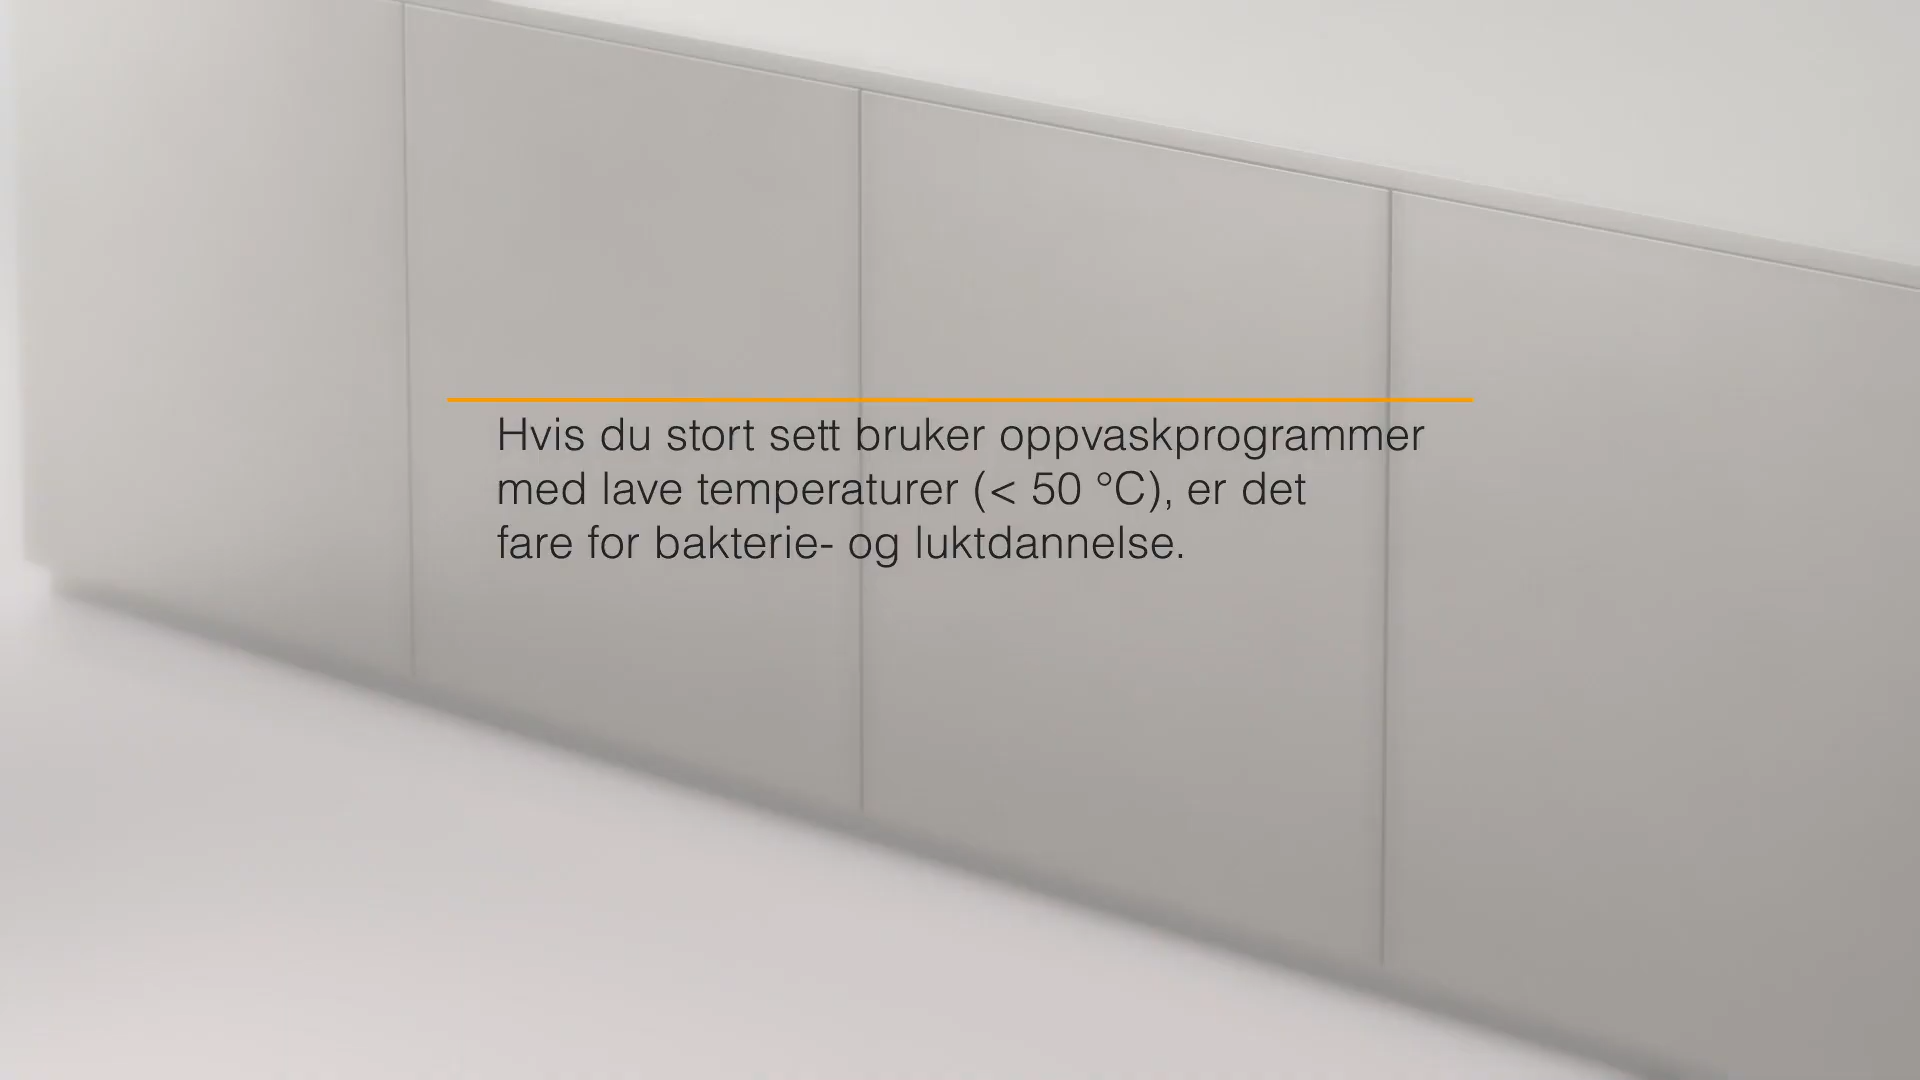 Hvis du stort sett bruker oppvaskprogrammer
med lave temperaturer (< 50 °C), er det
fare for bakterie- og luktdannelse.